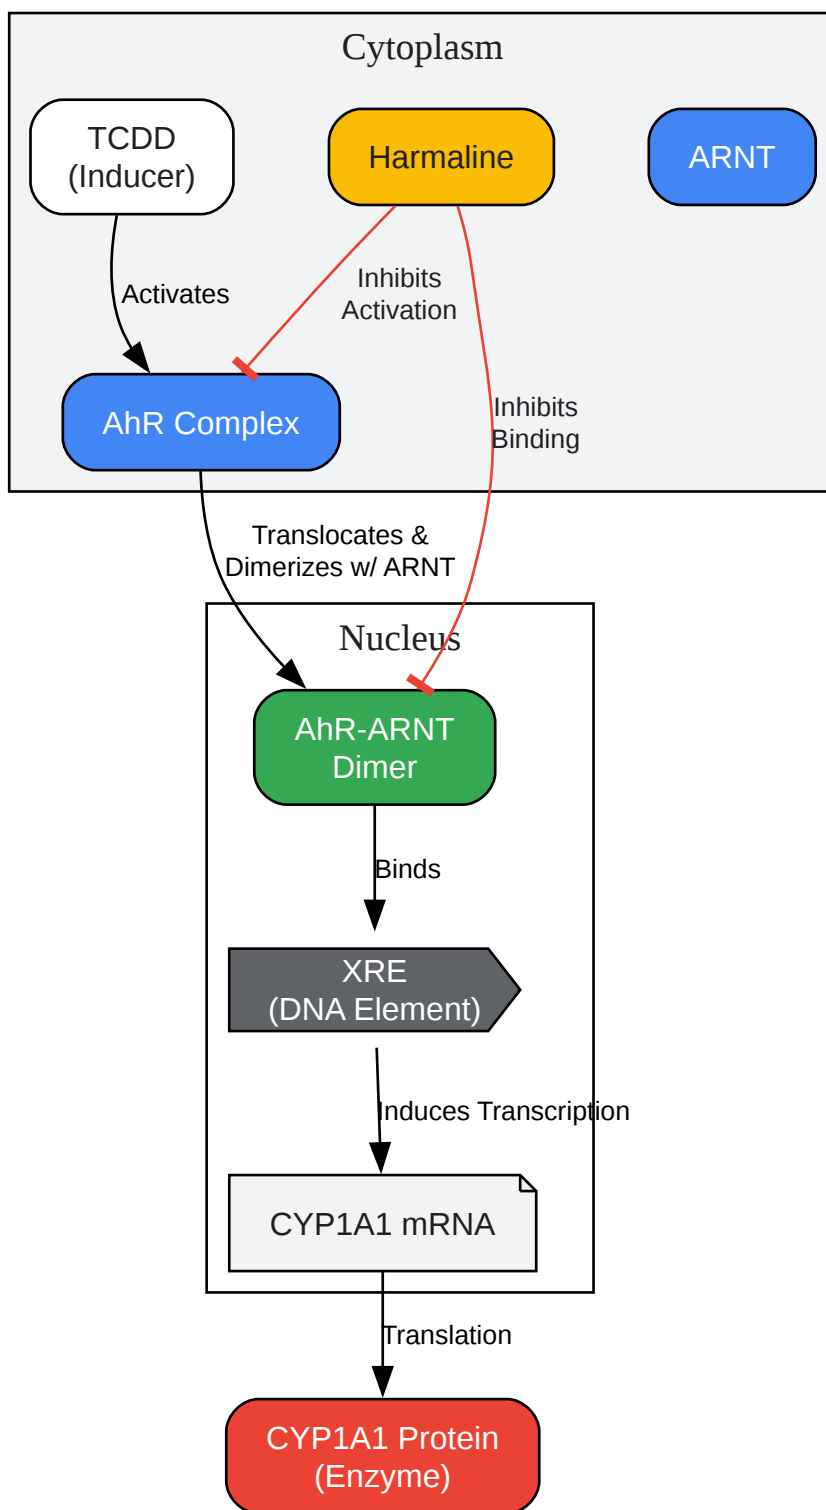 Cytoplasm
TCDD
(Inducer)
Harmaline
ARNT
Activates
Inhibits
Activation
Inhibits
Binding
AhR Complex
Translocates &
Dimerizes w/ ARNT
Nucleus
AhR-ARNT
Dimer
Binds
XRE
(DNA Element)
Induces Transcription
CYP1A1 mRNA
Translation
CYP1A1 Protein
(Enzyme)